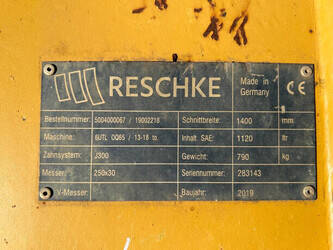 RESCHKE
Made in
Germany
CE
Bestellnummer: 5004000067 / 19002218 Schnittbreite: 1400 mm
Maschine: 6UTL OQ65 / 13-18 to. Inhalt SAE: 1120 ltr
Zahnsystem: J300 Gewicht: 790 kg
Messer: 250x30 Seriennummer: 283143
V-Messer: Baujahr: 2019